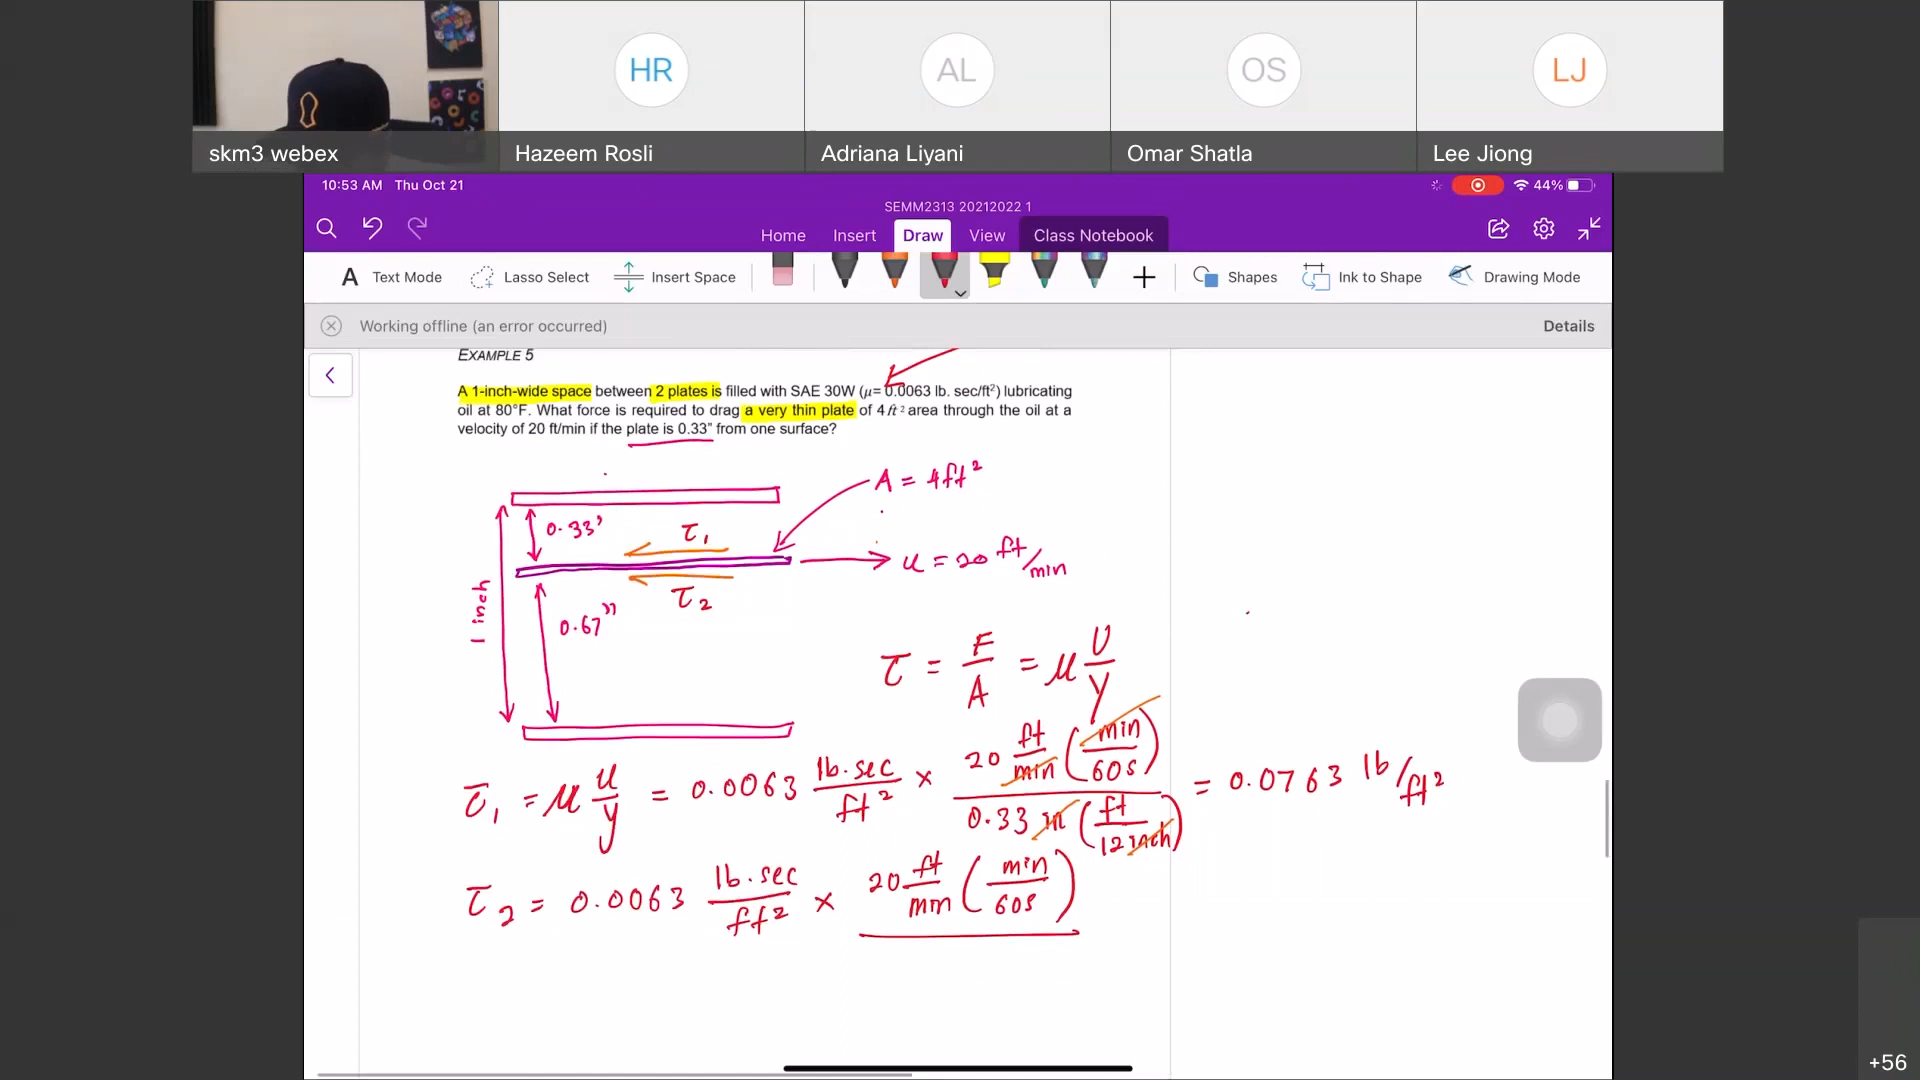 HR
AL
OS
LJ
skm3 webex
Hazeem Rosli
Adriana Liyani
Omar Shatla
Lee Jiong
10:53 AM Thu Oct 21
44%
SEMM2313 20212022 1
Home Insert Draw View Class Notebook
A Text Mode Lasso Select Insert Space Shapes Ink to Shape Drawing Mode
Working offline (an error occurred) Details
EXAMPLE 5
A 1-inch-wide space between 2 plates is filled with SAE 30W (μ= 0.0063 lb. sec/ft²) lubricating
oil at 80°F. What force is required to drag a very thin plate of 4 ft ² area through the oil at a
velocity of 20 ft/min if the plate is 0.33" from one surface?
A = 4ft²
0.33'
τ₁
u = 20 ft/min
τ₂
1 inch
0.67"
τ = F/A = μ U/y
τ₁ = μ u/y = 0.0063 lb.sec/ft² × 20 ft/min (min/60s) / 0.33 in (ft/12 inch) = 0.0763 lb/ft²
τ₂ = 0.0063 lb.sec/ft² × 20 ft/min (min/60s)
+56